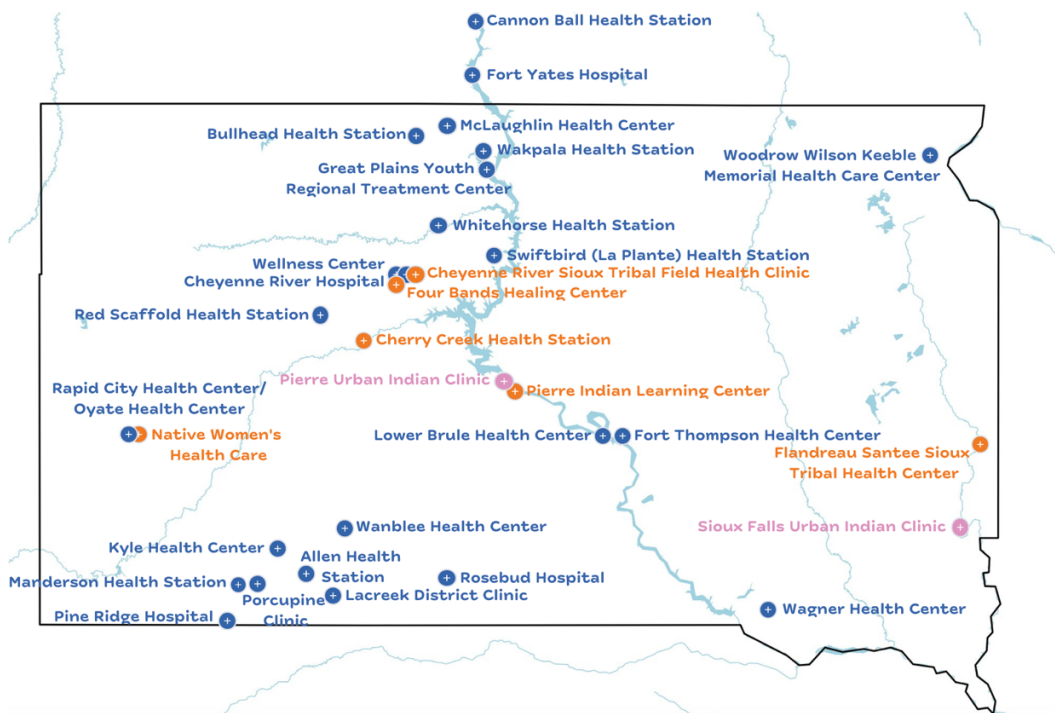 Cannon Ball Health Station
Fort Yates Hospital
McLaughlin Health Center
Bullhead Health Station
Wakpala Health Station
Woodrow Wilson Keeble
Memorial Health Care Center
Great Plains Youth
Regional Treatment Center
Whitehorse Health Station
Swiftbird (La Plante) Health Station
Wellness Center
Cheyenne River Sioux Tribal Field Health Clinic
Cheyenne River Hospital
Four Bands Healing Center
Red Scaffold Health Station
Cherry Creek Health Station
Pierre Urban Indian Clinic
Pierre Indian Learning Center
Rapid City Health Center/
Oyate Health Center
Native Women's
Health Care
Lower Brule Health Center
Fort Thompson Health Center
Flandreau Santee Sioux
Tribal Health Center
Sioux Falls Urban Indian Clinic
Wanblee Health Center
Kyle Health Center
Allen Health
Station
Manderson Health Station
Rosebud Hospital
Porcupine
Clinic
Lacreek District Clinic
Pine Ridge Hospital
Wagner Health Center